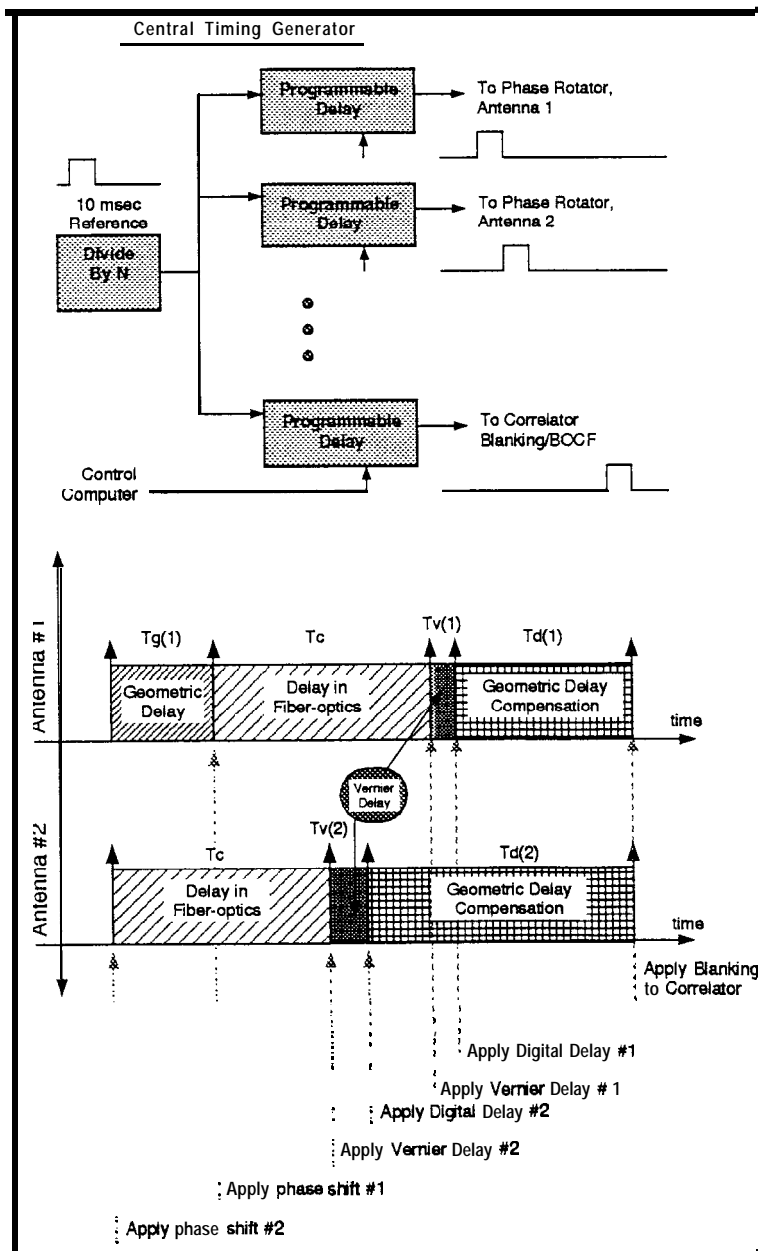 Central Timing Generator
Programmable
Delay
To Phase Rotator,
Antenna 1
10 msec
Reference
Divide
By N
Programmable
Delay
To Phase Rotator,
Antenna 2
Programmable
Delay
To Correlator
Blanking/BOCF
Control
Computer
Antenna #1
Tg(1)
Tc
Tv(1)
Td(1)
Geometric
Delay
Delay in
Fiber-optics
Geometric Delay
Compensation
time
Vernier
Delay
Antenna #2
Tc
Tv(2)
Td(2)
Delay in
Fiber-optics
Geometric Delay
Compensation
time
Apply Blanking
to Correlator
Apply Digital Delay #1
Apply Vernier Delay # 1
Apply Digital Delay #2
Apply Vernier Delay #2
Apply phase shift #1
Apply phase shift #2